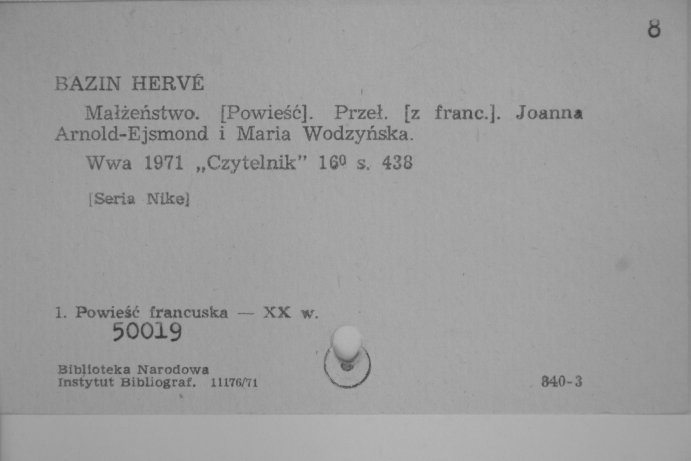 8
BAZIN HERVÉ
Małżeństwo. [Powieść]. Przeł. [z franc.]. Joanna
Arnold-Ejsmond i Maria Wodzyńska.
Wwa 1971 „Czytelnik” 16⁰ s. 438
[Seria Nike]
1. Powieść francuska — XX w.
50019
Biblioteka Narodowa
Instytut Bibliograf. 11176/71
840-3